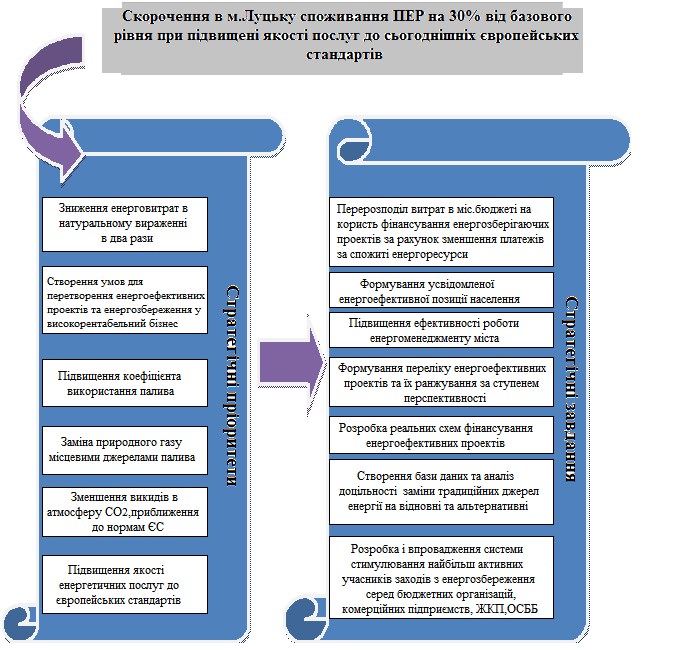 Скорочення в м.Луцьку споживання ПЕР на 30% від базового
рівня при підвищені якості послуг до сьогоднішніх європейських
стандартів
Зниження енерговитрат в
натуральному вираженні
в два рази
Створення умов для
перетворення енергоефективних
проектів та енергозбереження у
високорентабельний бізнес
Підвищення коефіцієнта
використання палива
Заміна природного газу
місцевими джерелами палива
Зменшення викидів в
атмосферу СО2,приближення
до нормам ЄС
Підвищення якості
енергетичних послуг до
європейських стандартів
Стратегічні пріоритети
Перерозподіл витрат в міс.бюджеті на
користь фінансування енергозберігаючих
проектів за рахунок зменшення платежів
за спожиті енергоресурси
Формування усвідомленої
енергоефективної позиції населення
Підвищення ефективності роботи
енергоменеджменту міста
Формування переліку енергоефективних
проектів та їх ранжування за ступенем
перспективності
Розробка реальних схем фінансування
енергоефективних проектів
Створення бази даних та аналіз
доцільності заміни традиційних джерел
енергії на відновні та альтернативні
Розробка і впровадження системи
стимулювання найбільш активних
учасників заходів з енергозбереження
серед бюджетних організацій,
комерційних підприємств, ЖКП,ОСББ
Стратегічні завдання